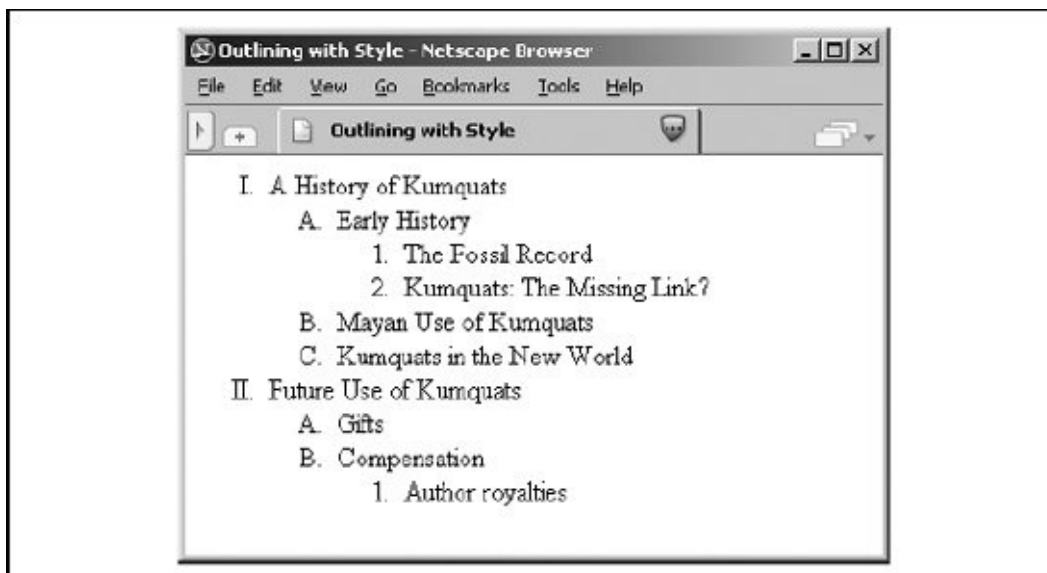 Outlining with Style - Netscape Browser
File Edit View Go Bookmarks Tools Help
Outlining with Style
I. A History of Kumquats
A. Early History
1. The Fossil Record
2. Kumquats: The Missing Link?
B. Mayan Use of Kumquats
C. Kumquats in the New World
II. Future Use of Kumquats
A. Gifts
B. Compensation
1. Author royalties